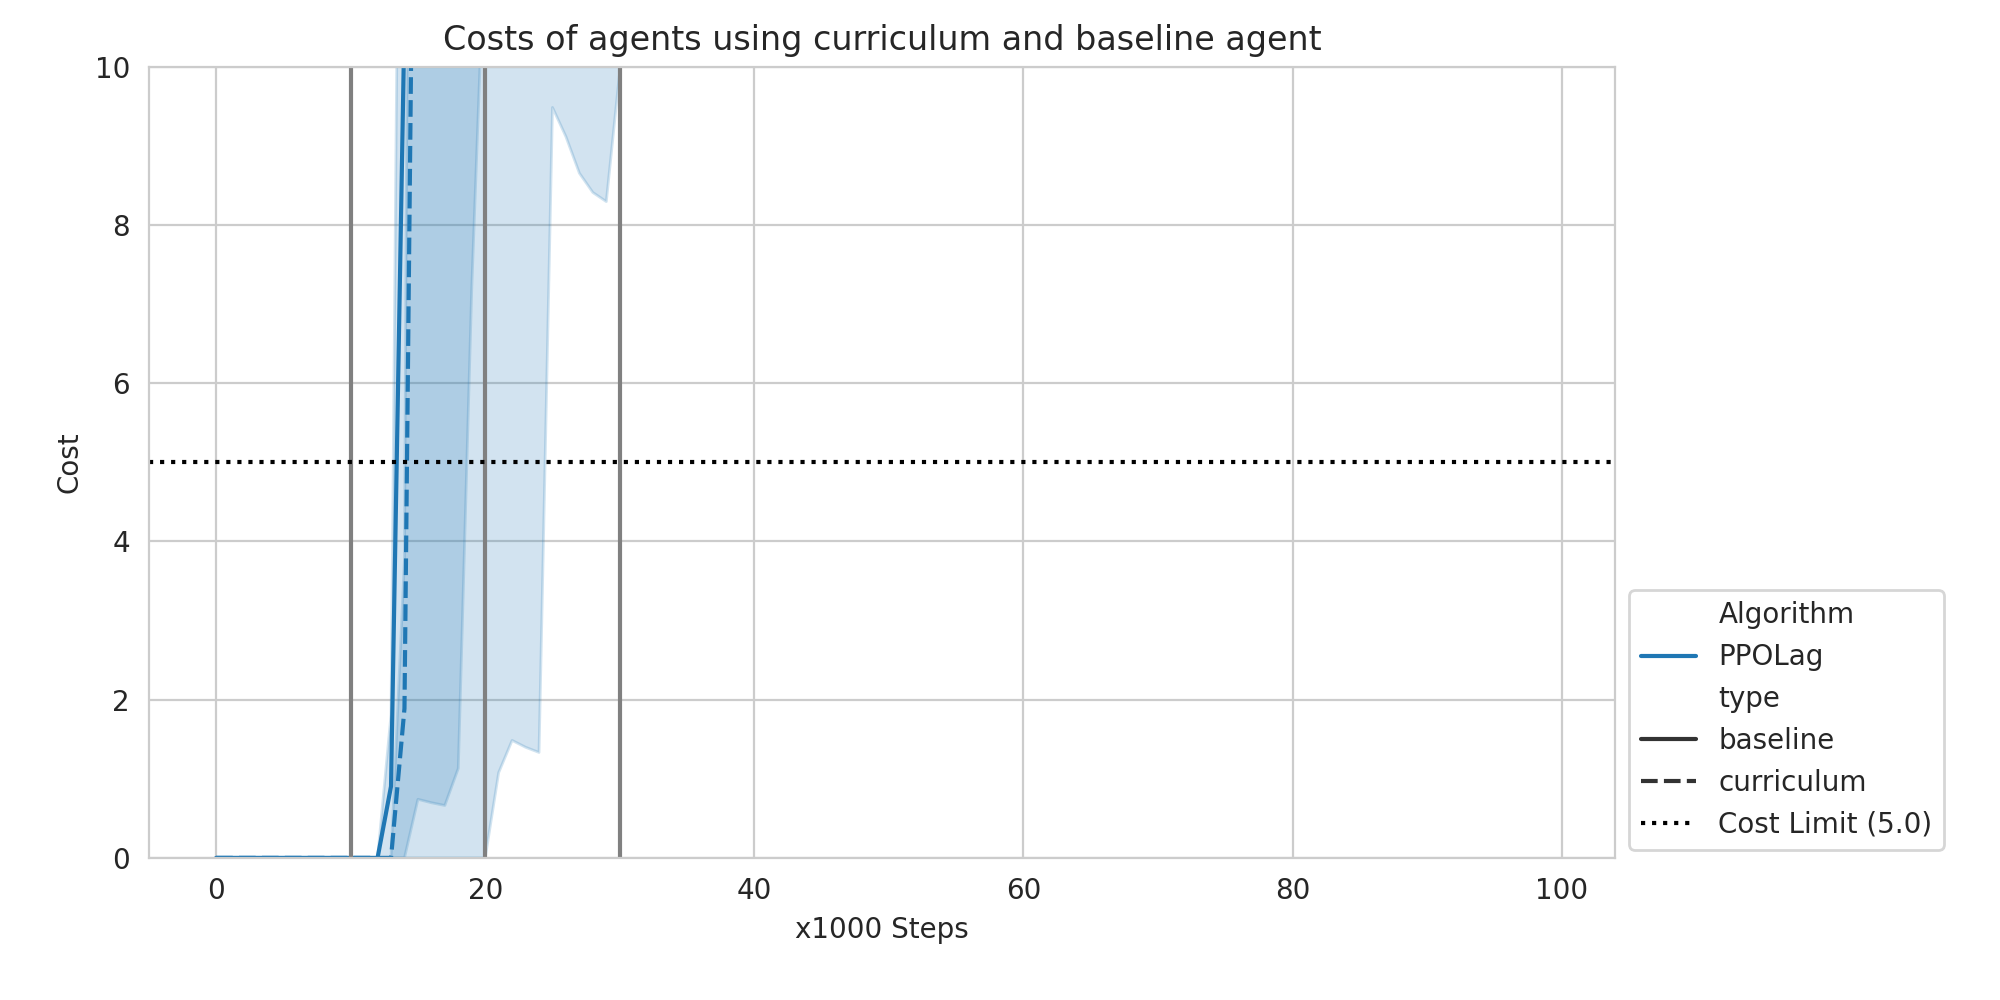 Costs of agents using curriculum and baseline agent
10
8
6
4
2
0
Cost
0 20 40 60 80 100
x1000 Steps
Algorithm
PPOLag
type
baseline
curriculum
Cost Limit (5.0)